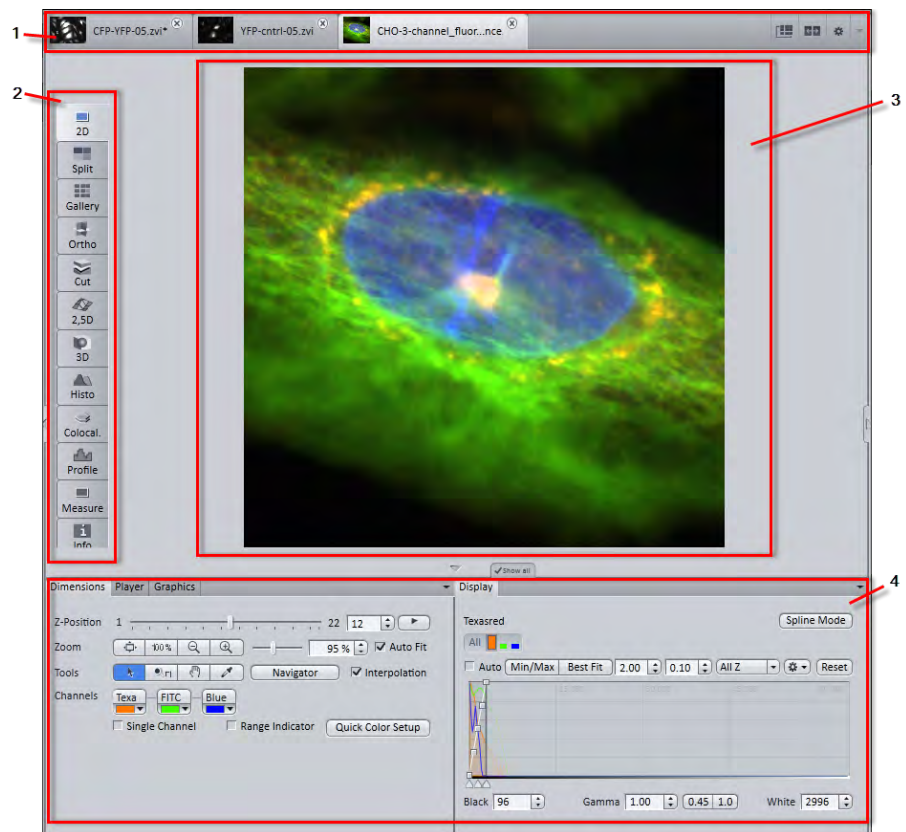 1
CFP-YFP-05.zvi*
YFP-cntrl-05.zvi
CHO-3-channel_fluor...nce
2
3
2D
Split
Gallery
Ortho
Cut
2,5D
3D
Histo
Colocal.
Profile
Measure
Info
Show all
4
Dimensions Player Graphics
Z-Position 1 22 12
Zoom 100 % 95 % Auto Fit
Tools Navigator Interpolation
Channels Texa FITC Blue
Single Channel Range Indicator Quick Color Setup
Display
Texasred Spline Mode
All
Auto Min/Max Best Fit 2.00 0.10 All Z Reset
Black 96 Gamma 1.00 0.45 1.0 White 2996